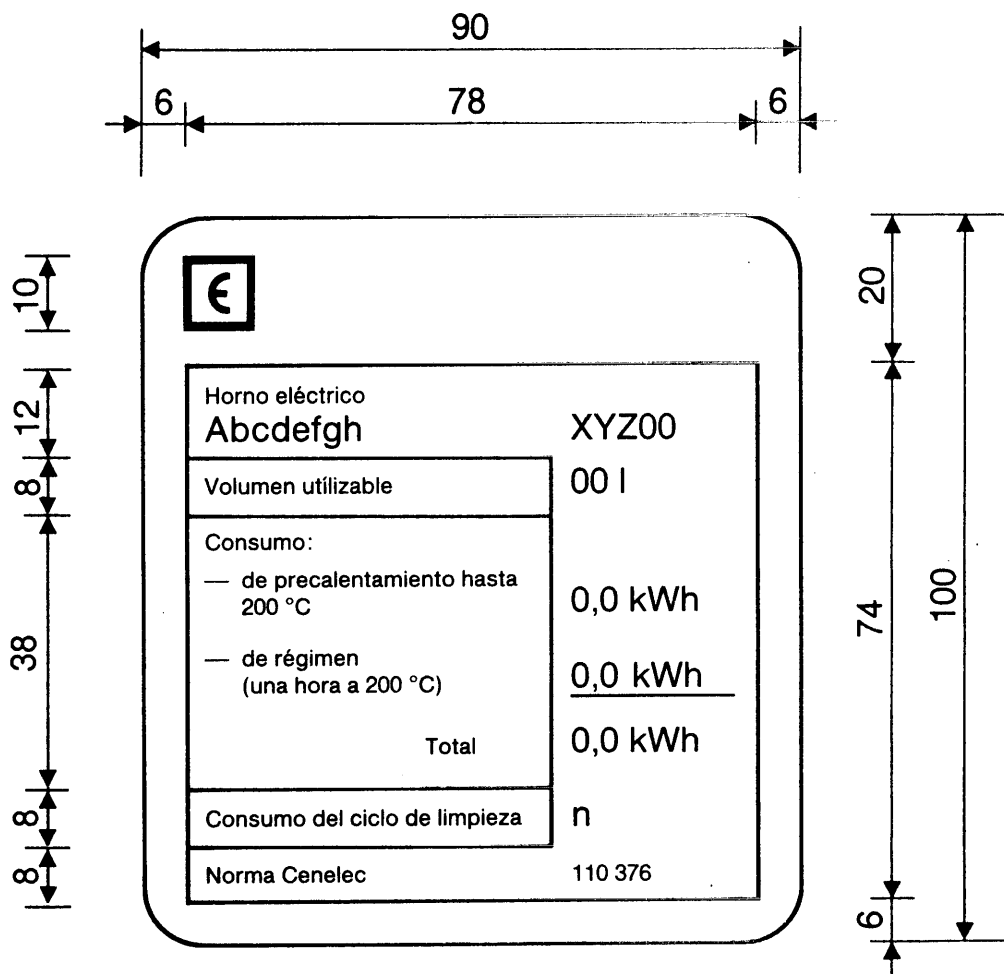 90
6 78 6
10
20
Є
12
Horno eléctrico
Abcdefgh XYZ00
8
Volumen utílizable 00 l
Consumo:
— de precalentamiento hasta
200 °C 0,0 kWh
38
74
100
— de régimen
(una hora a 200 °C) 0,0 kWh
Total 0,0 kWh
8
Consumo del ciclo de limpieza n
8
Norma Cenelec 110 376
6